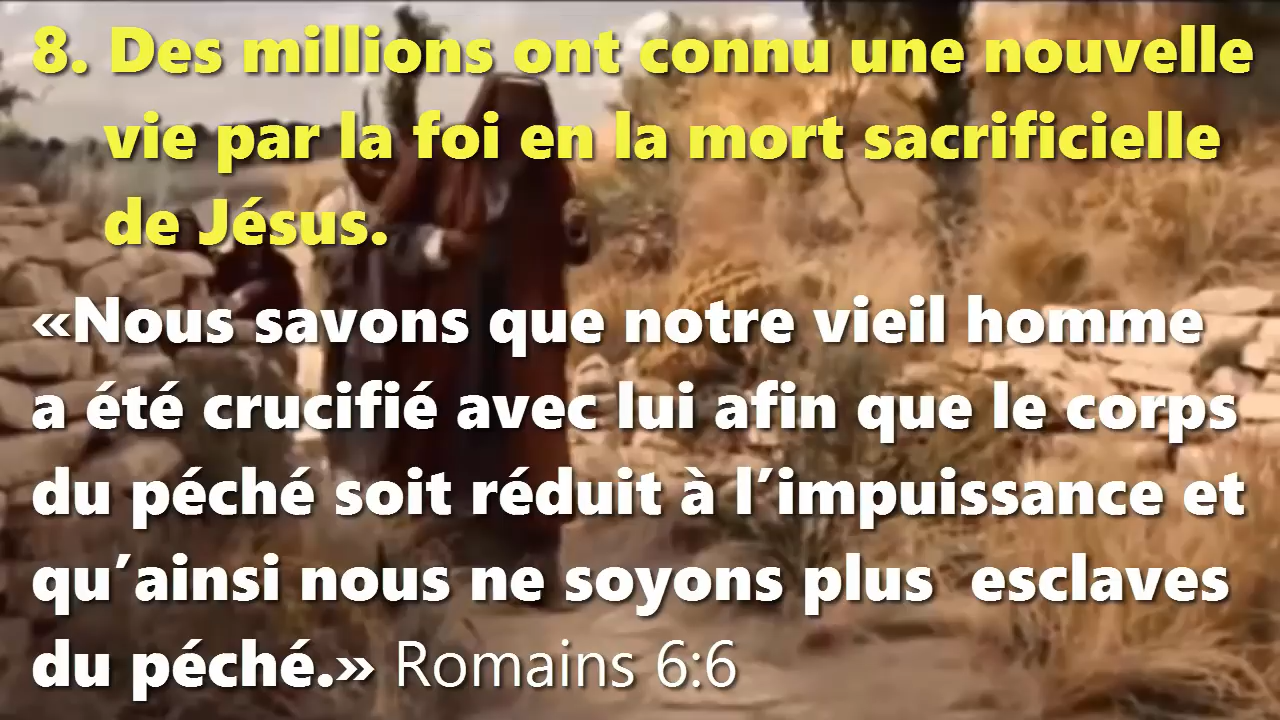 8. Des millions ont connu une nouvelle
vie par la foi en la mort sacrificielle
de Jésus.
«Nous savons que notre vieil homme
a été crucifié avec lui afin que le corps
du péché soit réduit à l’impuissance et
qu’ainsi nous ne soyons plus  esclaves
du péché.» Romains 6:6